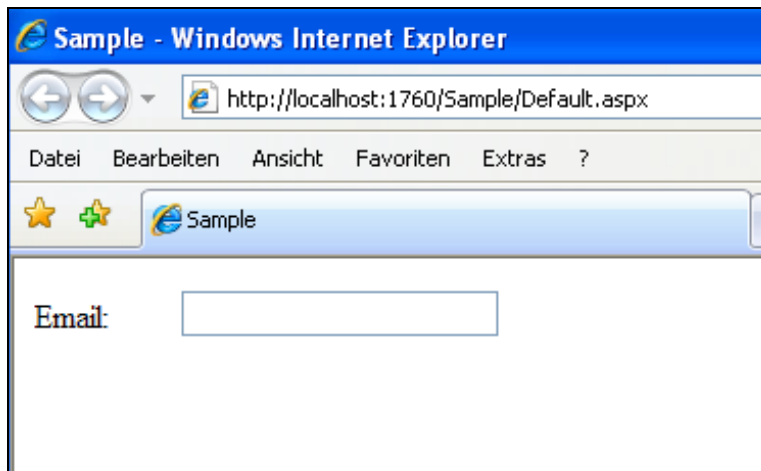 Sample - Windows Internet Explorer
http://localhost:1760/Sample/Default.aspx
Datei Bearbeiten Ansicht Favoriten Extras ?
Sample
Email: